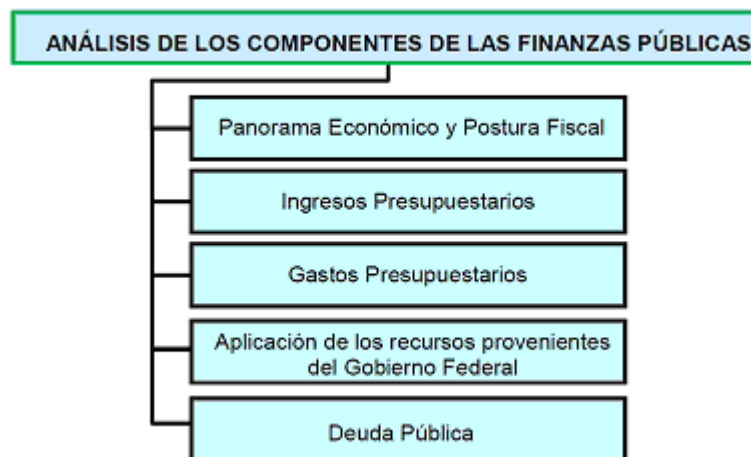 ANÁLISIS DE LOS COMPONENTES DE LAS FINANZAS PÚBLICAS
Panorama Económico y Postura Fiscal
Ingresos Presupuestarios
Gastos Presupuestarios
Aplicación de los recursos provenientes
del Gobierno Federal
Deuda Pública